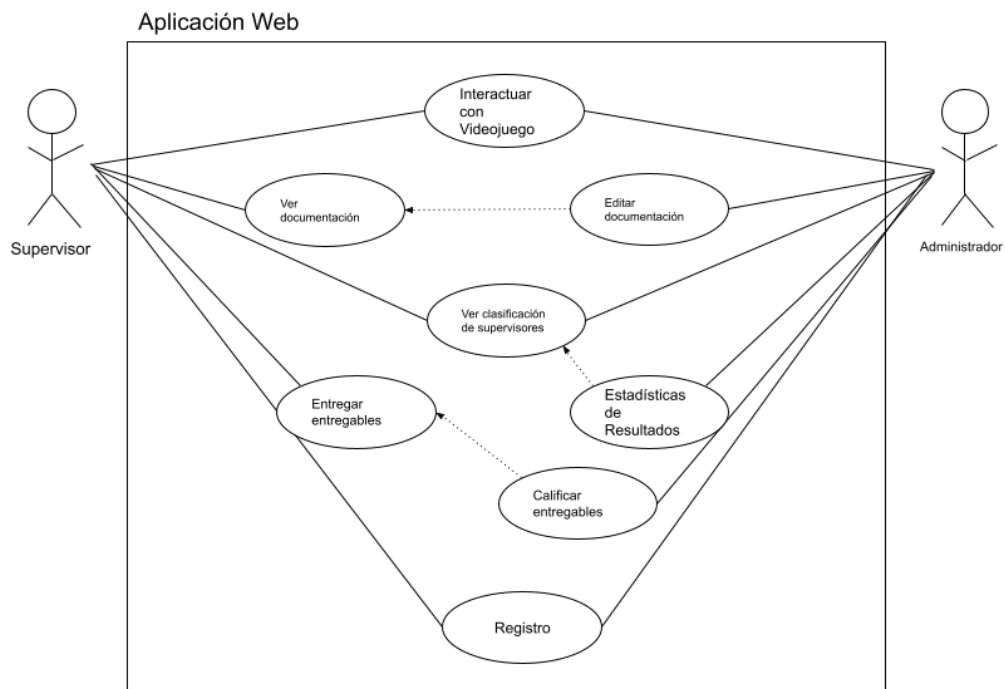 Aplicación Web
Interactuar
con
Videojuego
Ver
documentación
Editar
documentación
Supervisor
Administrador
Ver clasificación
de supervisores
Entregar
entregables
Estadísticas
de
Resultados
Calificar
entregables
Registro